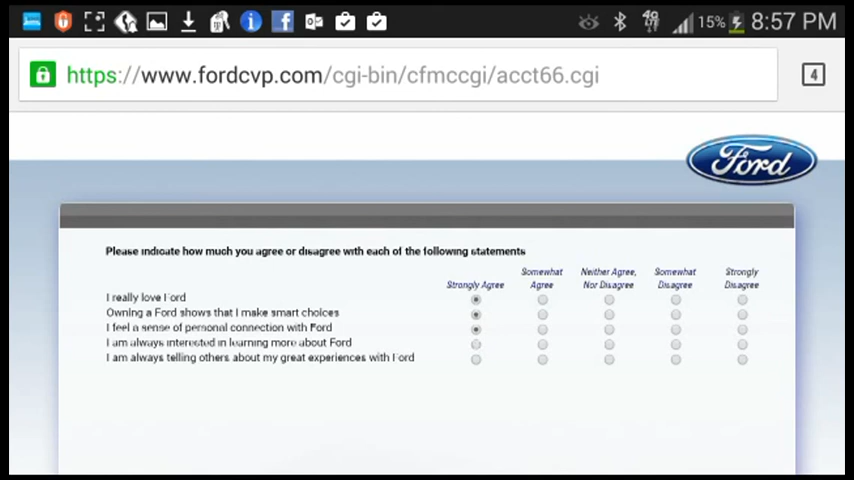 4G 15% 8:57 PM
https://www.fordcvp.com/cgi-bin/cfmccgi/acct66.cgi 4
Ford
Please indicate how much you agree or disagree with each of the following statements
Strongly Agree Somewhat Agree Neither Agree, Nor Disagree Somewhat Disagree Strongly Disagree
I really love Ford
Owning a Ford shows that I make smart choices
I feel a sense of personal connection with Ford
I am always interested in learning more about Ford
I am always telling others about my great experiences with Ford